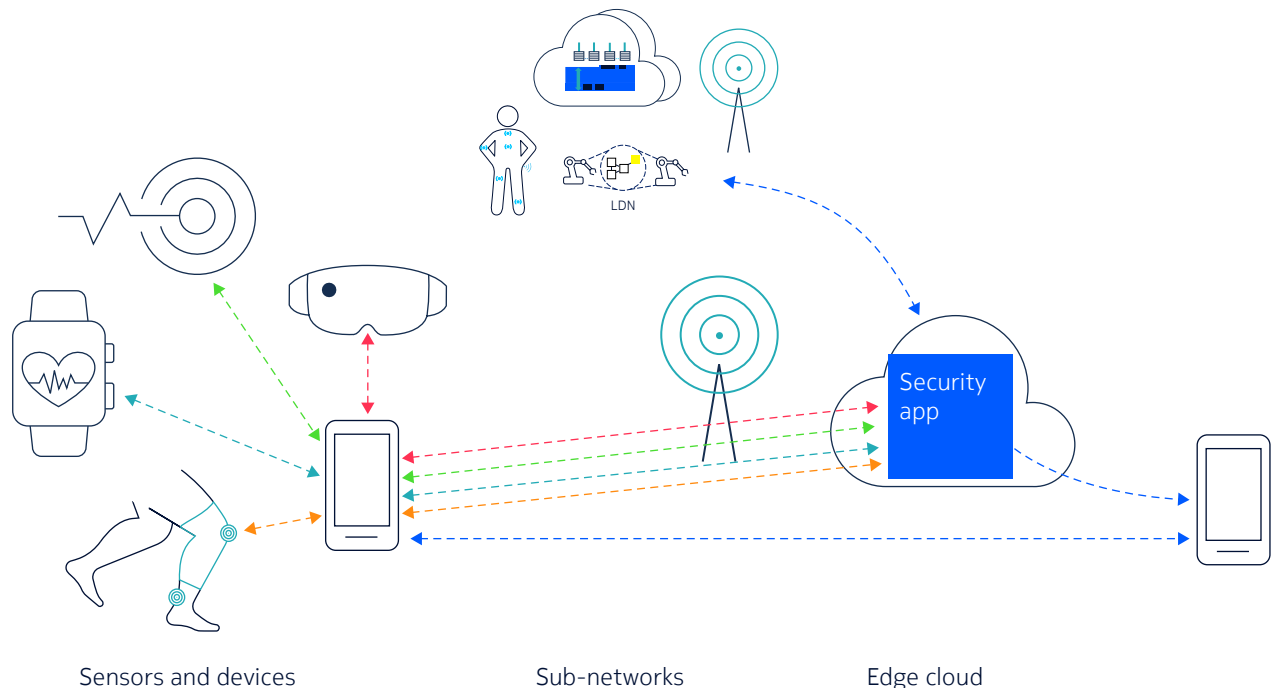 LDN
Security
app
Sensors and devices
Sub-networks
Edge cloud